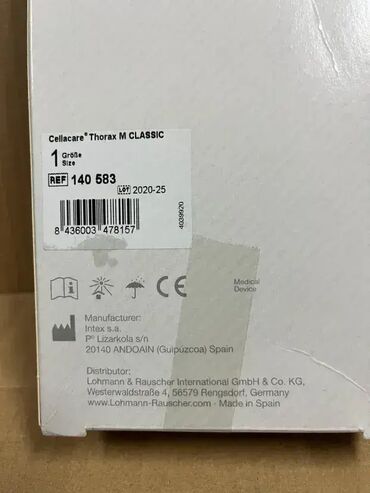 Cellacare® Thorax M CLASSIC
1 Größe
Size
REF 140 583
LOT 2020-25
8 436003 478157
4038920
CE
Medical
Device
Manufacturer:
Intex s.a.
Pº Lizarkola s/n
20140 ANDOAIN (Guipúzcoa) Spain
Distributor:
Lohmann & Rauscher International GmbH & Co. KG,
Westerwaldstraße 4, 56579 Rengsdorf, Germany
www.Lohmann-Rauscher.com · Made in Spain